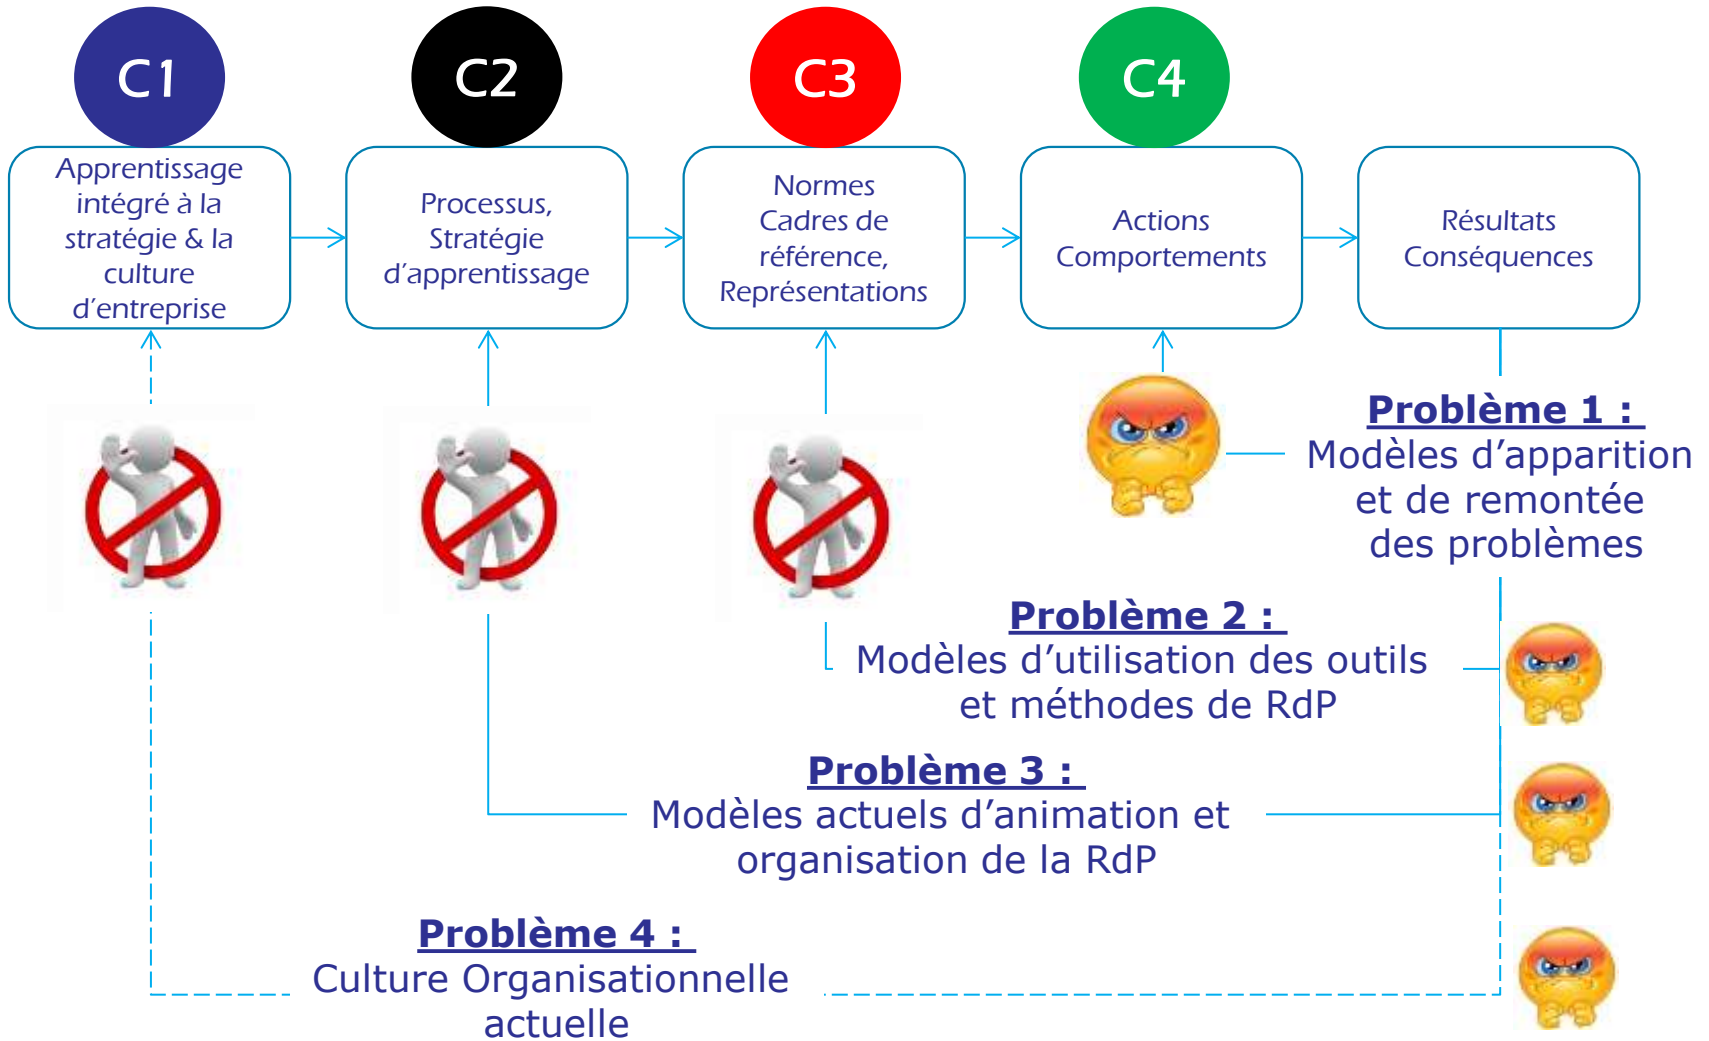 C1
C2
C3
C4
Apprentissage
intégré à la
stratégie & la
culture
d’entreprise
Processus,
Stratégie
d’apprentissage
Normes
Cadres de
référence,
Représentations
Actions
Comportements
Résultats
Conséquences
Problème 1 :
Modèles d’apparition
et de remontée
des problèmes
Problème 2 :
Modèles d’utilisation des outils
et méthodes de RdP
Problème 3 :
Modèles actuels d’animation et
organisation de la RdP
Problème 4 :
Culture Organisationnelle
actuelle